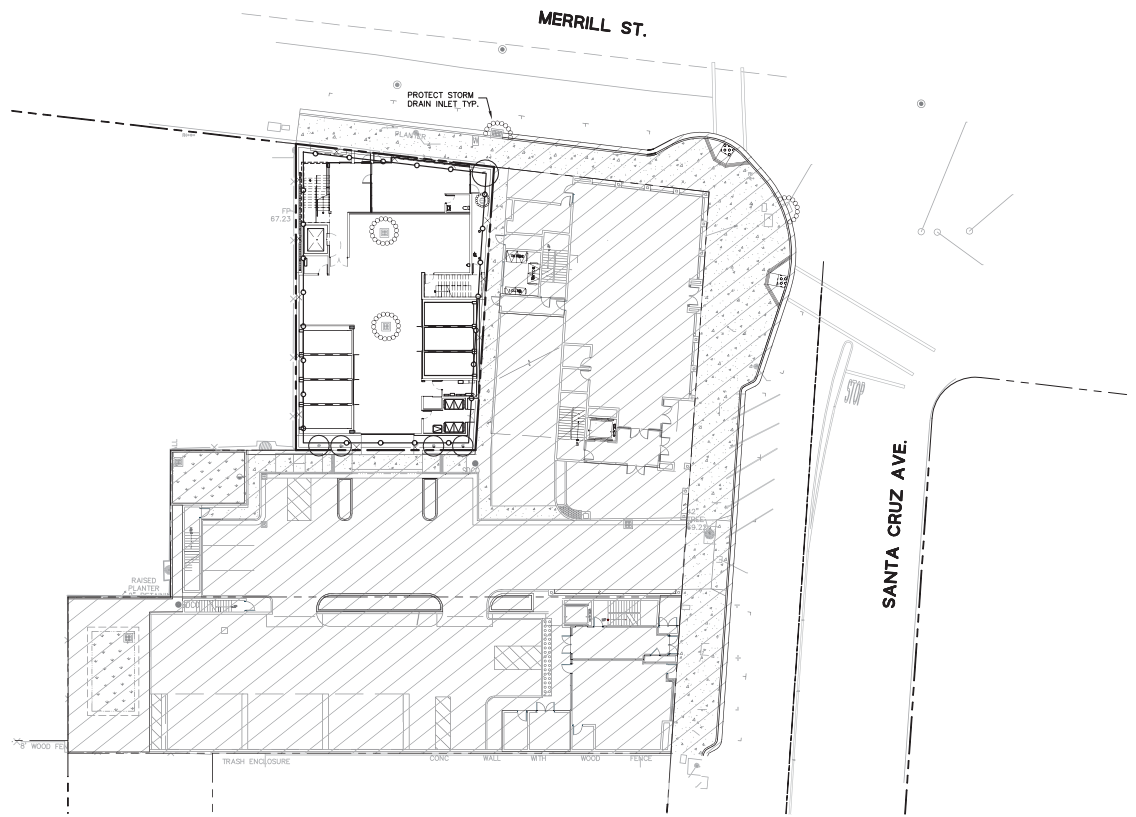 MERRILL ST.
PROTECT STORM
DRAIN INLET TYP.
PLANTER
FP
67.23
STOP
SANTA CRUZ AVE.
RAISED
PLANTER
8' WOOD FEN
TRASH ENCLOSURE
CONC WALL WITH WOOD FENCE